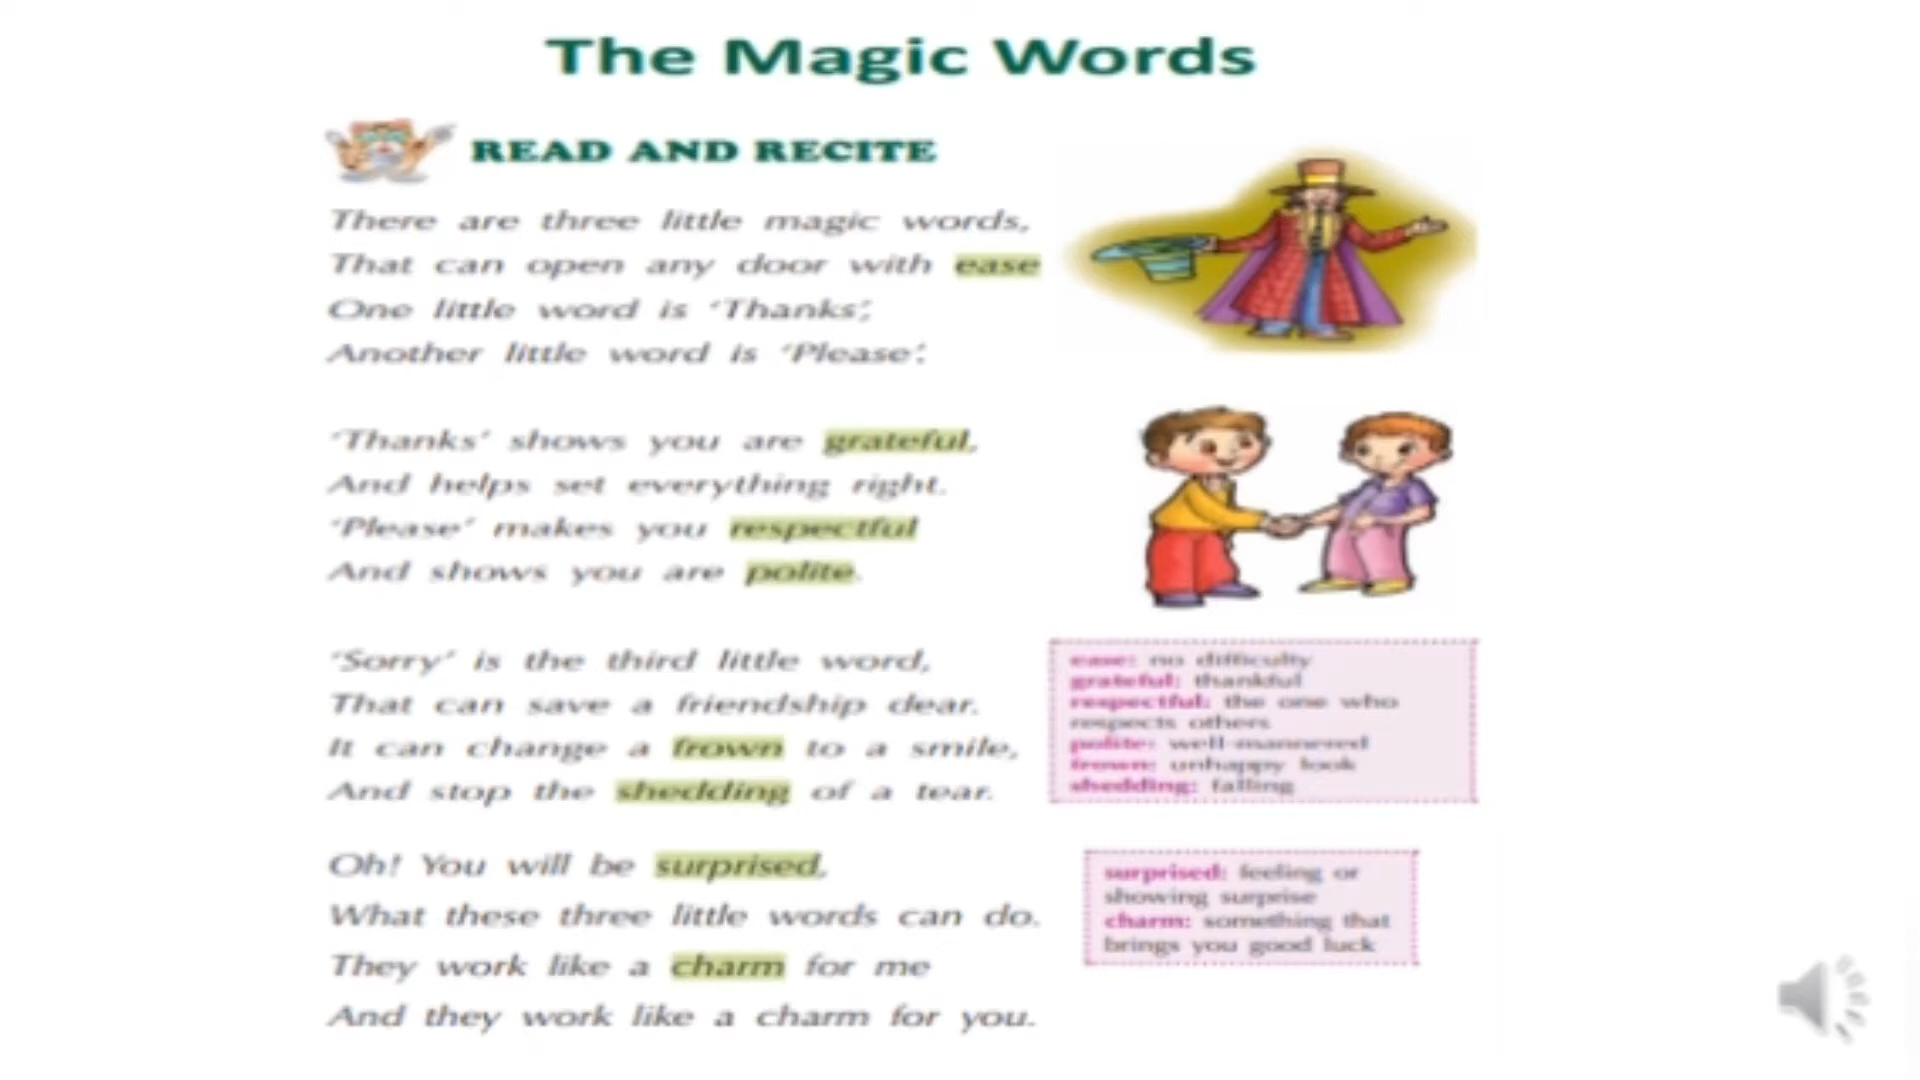 The Magic Words
READ AND RECITE
There are three little magic words,
That can open any door with ease
One little word is 'Thanks',
Another little word is 'Please'.
'Thanks' shows you are grateful,
And helps set everything right.
'Please' makes you respectful
And shows you are polite.
'Sorry' is the third little word,
That can save a friendship dear.
It can change a frown to a smile,
And stop the shedding of a tear.
ease: no difficulty
grateful: thankful
respectful: the one who
respects others
polite: well-mannered
frown: unhappy look
shedding: falling
Oh! You will be surprised,
What these three little words can do.
They work like a charm for me
And they work like a charm for you.
surprised: feeling or
showing surprise
charm: something that
brings you good luck